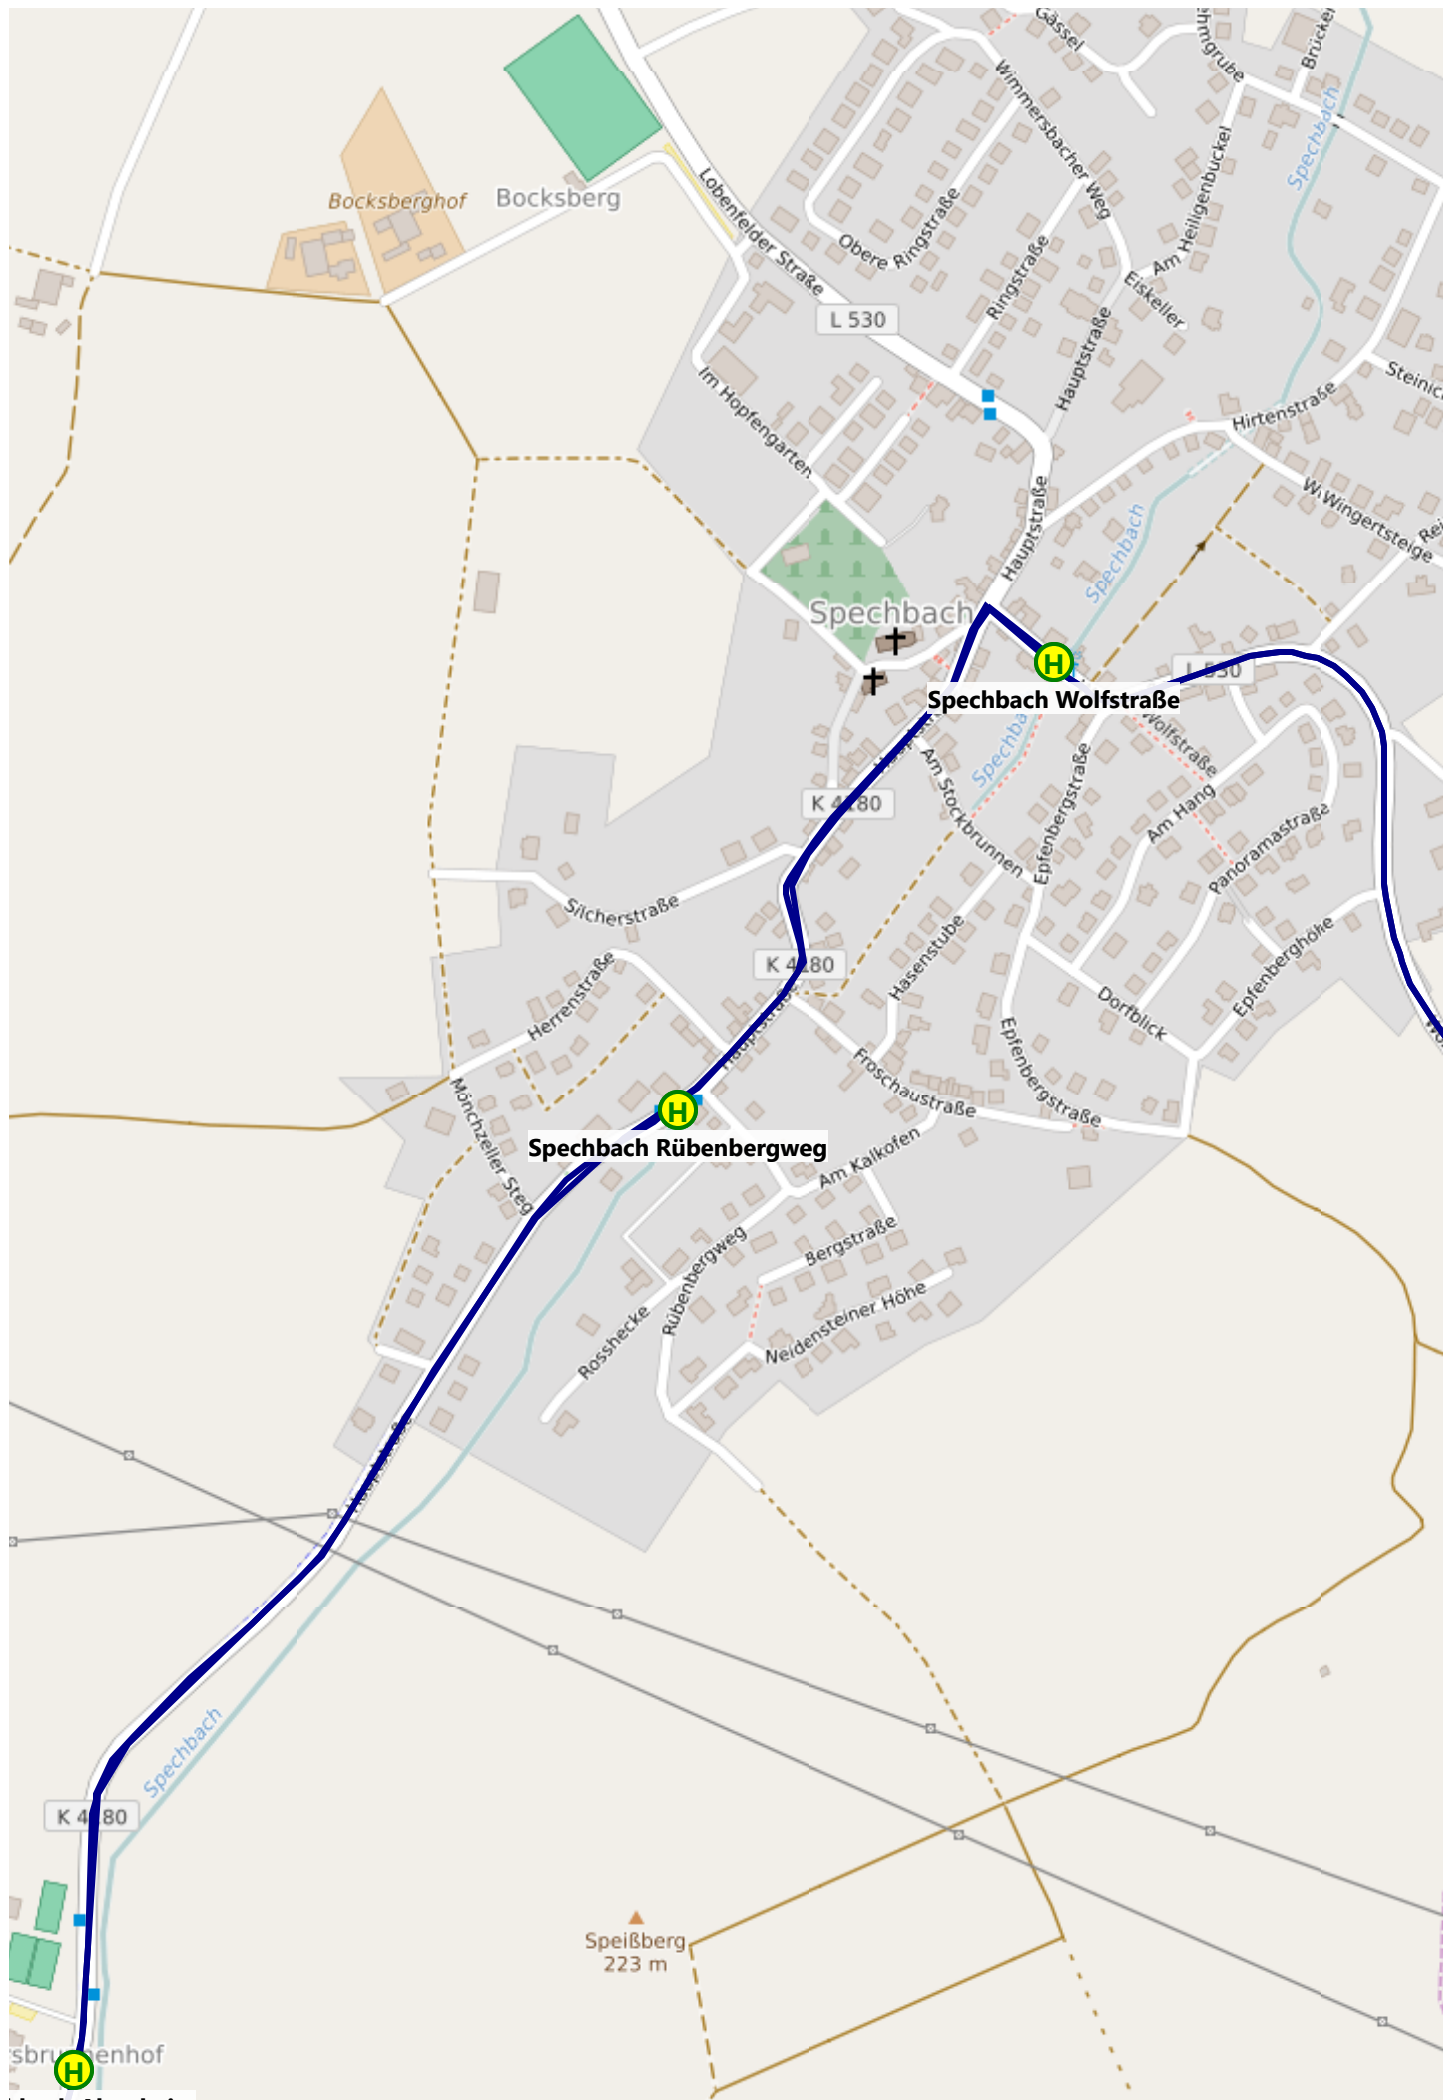 Gässel
Brücken
Wimmersbacher Weg
Spechbach
Bocksberghof
Bocksberg
Lobenfelder Straße
Am Heiligenbuckel
Obere Ringstraße
Ringstraße
Eiskeller
L 530
Hauptstraße
Im Hopfengarten
Hirtenstraße
Wingertsteige
Hauptstraße
Spechbach
Spechbach
L 530
H
Spechbach Wolfstraße
Wolfstraße
Am Stockbrunnen
Epfenbergstraße
Am Hang
Panoramastraße
K 4180
Silcherstraße
Hasenstube
Epfenberghöhe
K 4180
Herrenstraße
Dorfblick
Hauptstraße
Froschaustraße
Epfenbergstraße
Mönchzeller Steg
H
Spechbach Rübenbergweg
Am Kalkofen
Bergstraße
Rübenbergweg
Neidensteiner Höhe
Rosshecke
Hauptstraße
Spechbach
K 4180
Speißberg
223 m
H